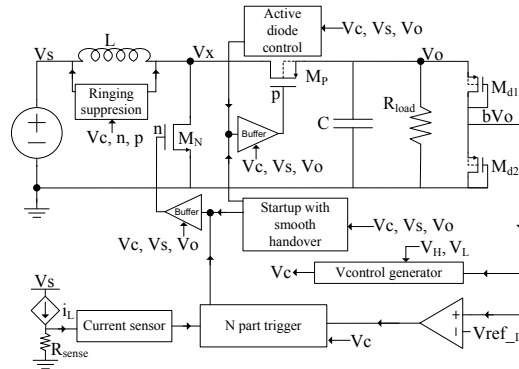 Active
diode
control
Vc, Vs, Vo
Vs
L
Vx
Vo
Ringing
suppresion
Vc, n, p
n
M_N
p
M_P
Buffer
Vc, Vs, Vo
C
R_load
M_d1
bVo
M_d2
Buffer
Vc, Vs, Vo
Startup with
smooth
handover
Vc, Vs, Vo
V_H, V_L
Vc
Vcontrol generator
Vs
i_L
R_sense
Current sensor
N part trigger
Vc
+
−